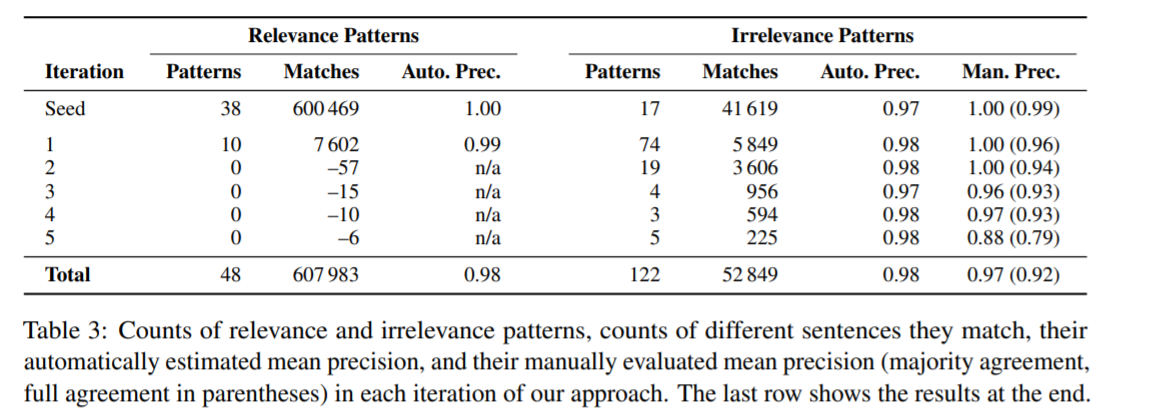 Relevance Patterns Irrelevance Patterns
Iteration Patterns Matches Auto. Prec. Patterns Matches Auto. Prec. Man. Prec.
Seed 38 600 469 1.00 17 41 619 0.97 1.00 (0.99)
1 10 7 602 0.99 74 5 849 0.98 1.00 (0.96)
2 0 –57 n/a 19 3 606 0.98 1.00 (0.94)
3 0 –15 n/a 4 956 0.97 0.96 (0.93)
4 0 –10 n/a 3 594 0.98 0.97 (0.93)
5 0 –6 n/a 5 225 0.98 0.88 (0.79)
Total 48 607 983 0.98 122 52 849 0.98 0.97 (0.92)
Table 3: Counts of relevance and irrelevance patterns, counts of different sentences they match, their
automatically estimated mean precision, and their manually evaluated mean precision (majority agreement,
full agreement in parentheses) in each iteration of our approach. The last row shows the results at the end.